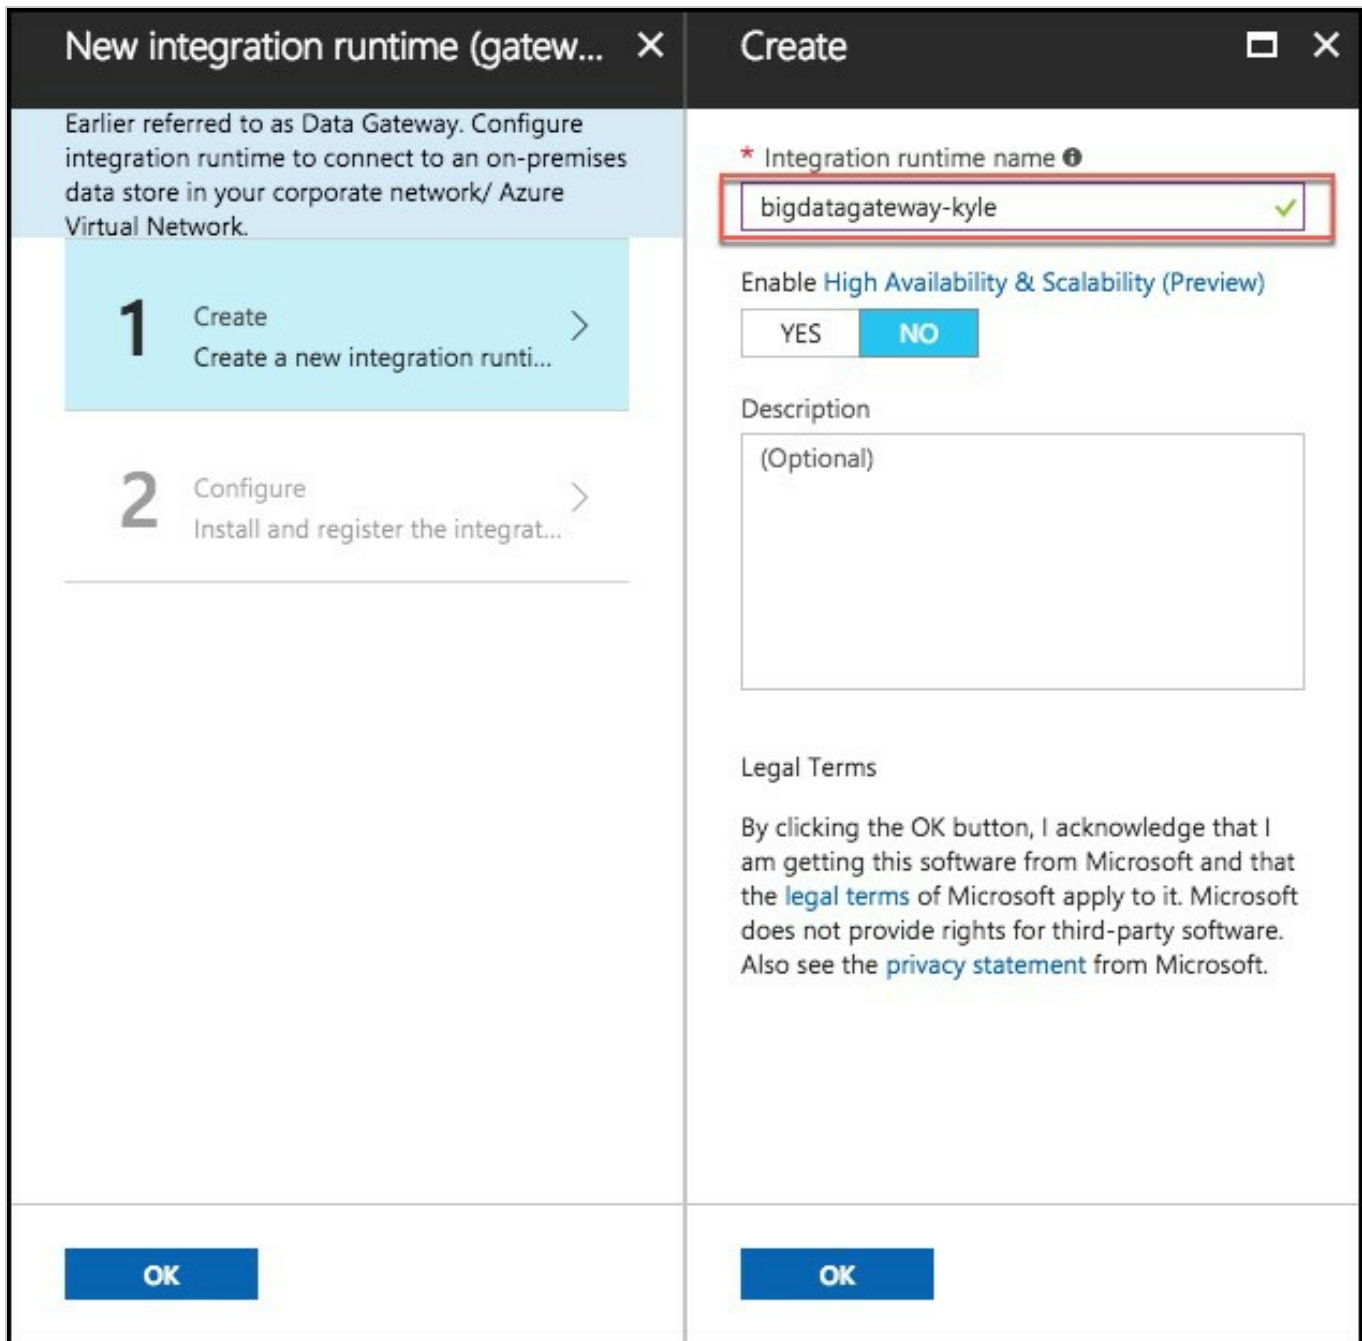 New integration runtime (gatew...
Earlier referred to as Data Gateway. Configure
integration runtime to connect to an on-premises
data store in your corporate network/ Azure
Virtual Network.
1
Create
Create a new integration runti...
2
Configure
Install and register the integrat...
OK
Create
* Integration runtime name
bigdatagateway-kyle
Enable High Availability & Scalability (Preview)
YES NO
Description
(Optional)
Legal Terms
By clicking the OK button, I acknowledge that I
am getting this software from Microsoft and that
the legal terms of Microsoft apply to it. Microsoft
does not provide rights for third-party software.
Also see the privacy statement from Microsoft.
OK